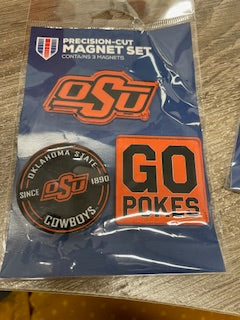 PRECISION-CUT
MAGNET SET
CONTAINS 3 MAGNETS
OSU
OKLAHOMA STATE
SINCE OSU 1890
COWBOYS
GO
POKES